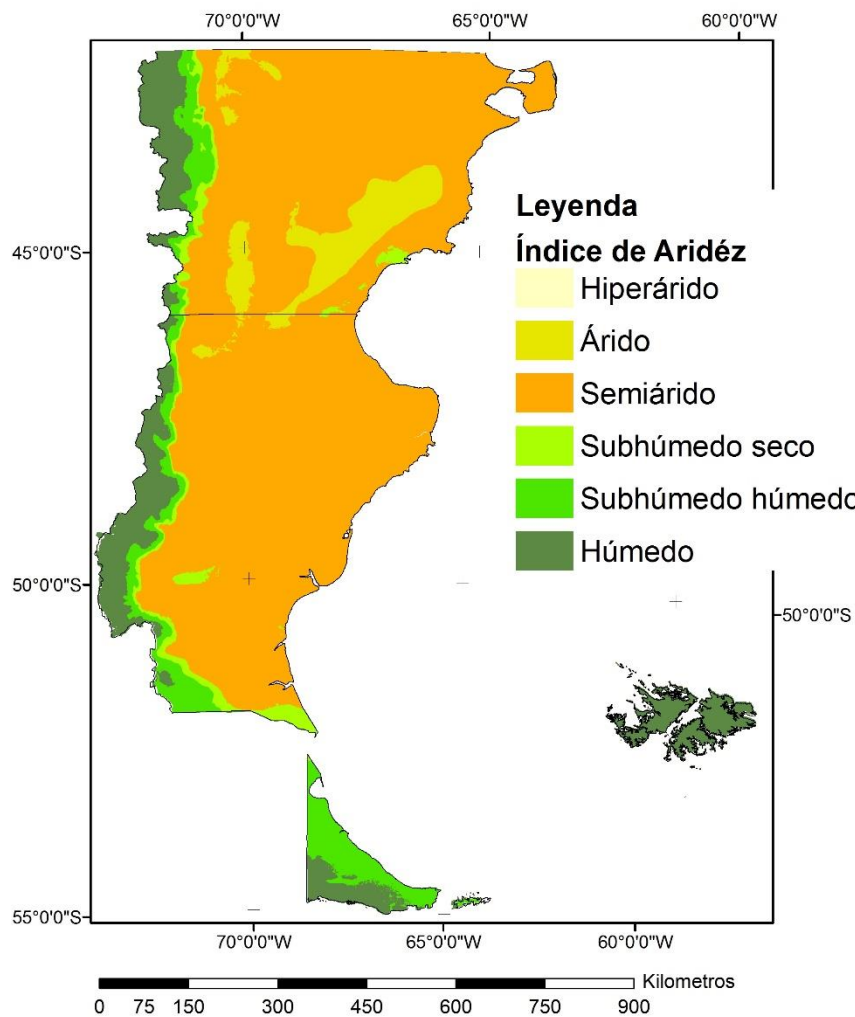 70°0'0"W 65°0'0"W 60°0'0"W
Leyenda
Índice de Aridéz
45°0'0"S
Hiperárido
Árido
Semiárido
Subhúmedo seco
Subhúmedo húmedo
Húmedo
50°0'0"S
50°0'0"S
55°0'0"S
70°0'0"W 65°0'0"W 60°0'0"W
Kilometros
0 75 150 300 450 600 750 900